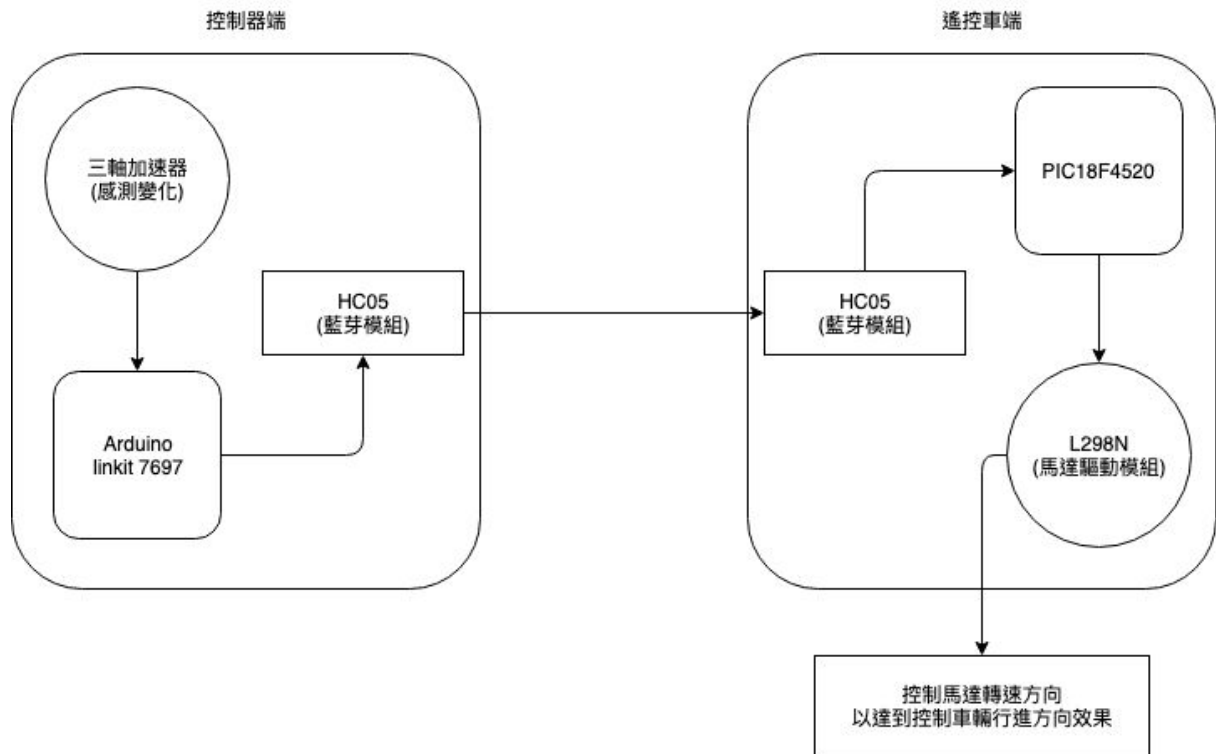 控制器端
遙控車端
三軸加速器
(感測變化)
Arduino
linkit 7697
HC05
(藍芽模組)
HC05
(藍芽模組)
PIC18F4520
L298N
(馬達驅動模組)
控制馬達轉速方向
以達到控制車輛行進方向效果